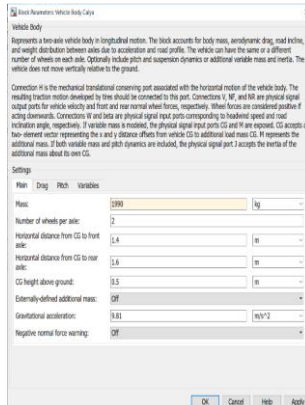 Block Parameters: Vehicle Body Calya
Vehicle Body
Represents a two-axle vehicle body in longitudinal motion. The block accounts for body mass, aerodynamic drag, road incline,
and weight distribution between axles due to acceleration and road profile. The vehicle can have the same or a different
number of wheels on each axle. Optionally include pitch and suspension dynamics or additional variable mass and inertia. The
vehicle does not move vertically relative to the ground.
Connection H is the mechanical translational conserving port associated with the horizontal motion of the vehicle body. The
resulting traction motion developed by tires should be connected to this port. Connections V, NF, and NR are physical signal
output ports for vehicle velocity and front and rear normal wheel forces, respectively. Wheel forces are considered positive if
acting downwards. Connections W and beta are physical signal input ports corresponding to headwind speed and road
inclination angle, respectively. If variable mass is modeled, the physical signal input ports CG and M are exposed. CG accepts a
two-element vector representing the x and y distance offsets from vehicle CG to additional load mass CG. M represents the
additional mass. If both variable mass and pitch dynamics are included, the physical signal port J accepts the inertia of the
additional mass about its own CG.
Settings
Main Drag Pitch Variables
Mass: 1990 kg
Number of wheels per axle: 2
Horizontal distance from CG to front
axle: 1.4 m
Horizontal distance from CG to rear
axle: 1.6 m
CG height above ground: 0.5 m
Externally-defined additional mass: Off
Gravitational acceleration: 9.81 m/s^2
Negative normal force warning: Off
OK Cancel Help Apply